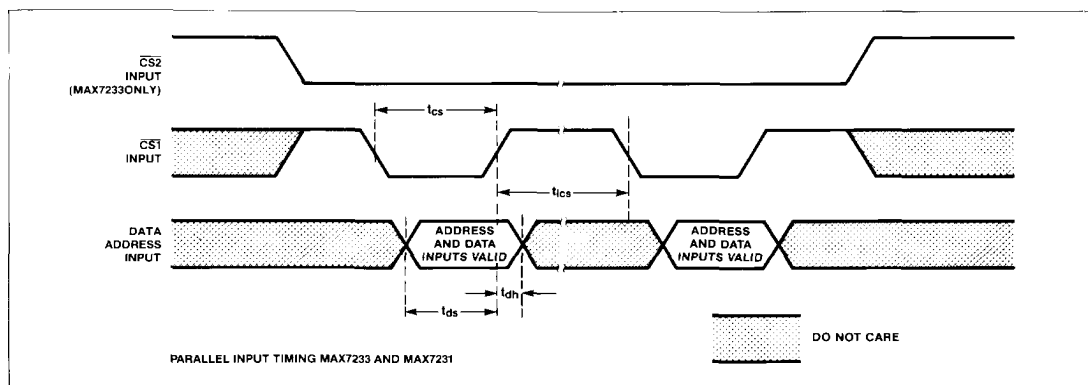 CS2
INPUT
(MAX7233ONLY)
tcs
CS1
INPUT
tics
DATA
ADDRESS
INPUT
ADDRESS
AND DATA
INPUTS VALID
ADDRESS
AND DATA
INPUTS VALID
tdh
tds
DO NOT CARE
PARALLEL INPUT TIMING MAX7233 AND MAX7231